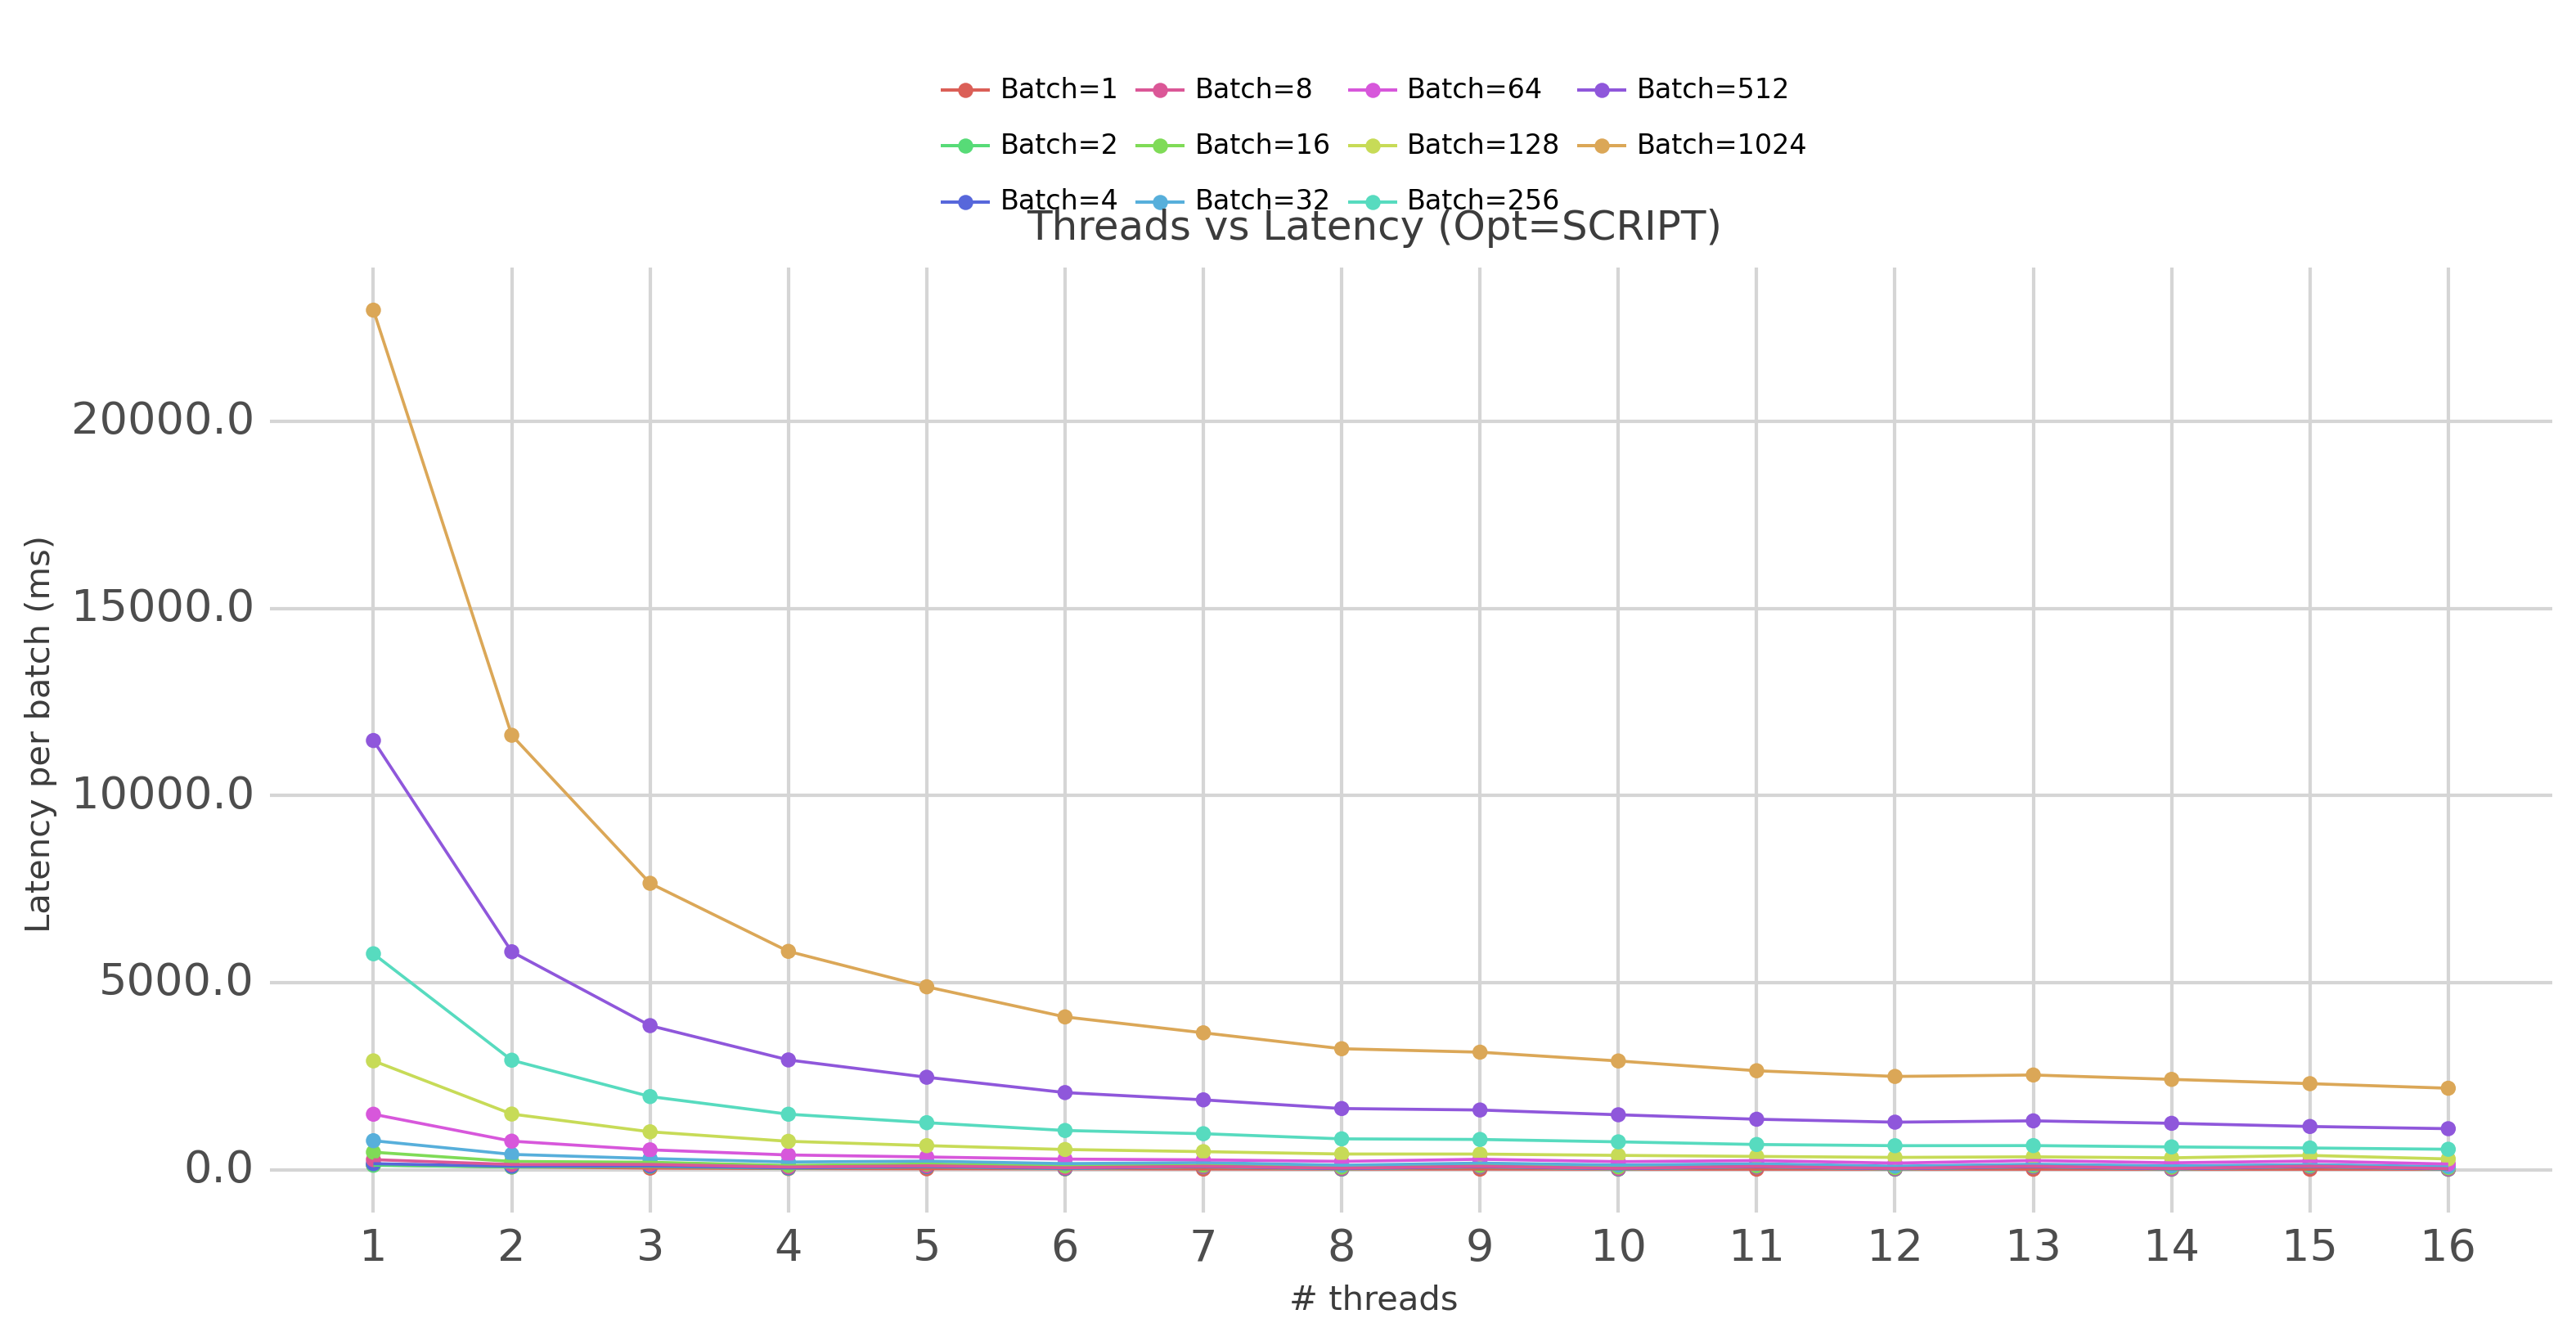 Batch=1 Batch=8 Batch=64 Batch=512
Batch=2 Batch=16 Batch=128 Batch=1024
Batch=4 Batch=32 Batch=256
Threads vs Latency (Opt=SCRIPT)
20000.0
15000.0
10000.0
5000.0
0.0
Latency per batch (ms)
1 2 3 4 5 6 7 8 9 10 11 12 13 14 15 16
# threads